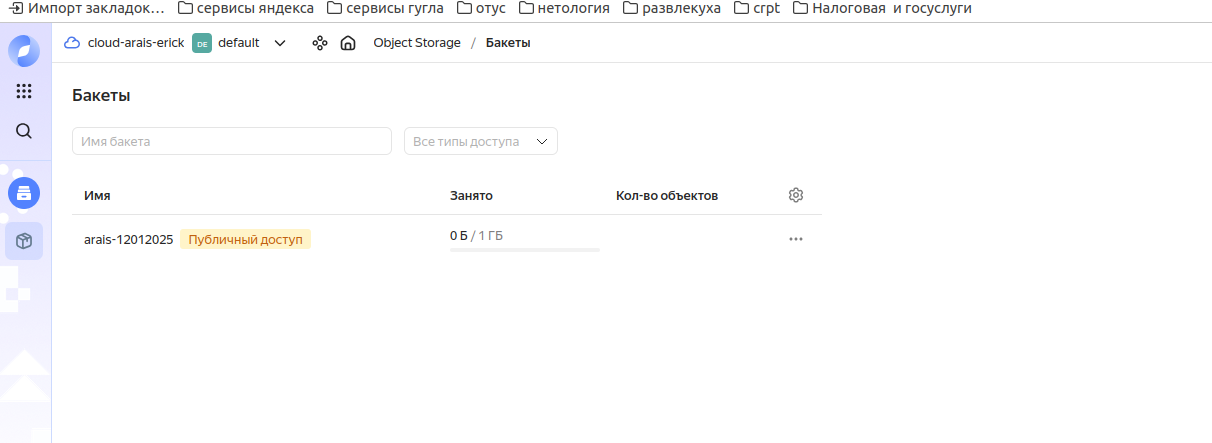 Импорт закладок... сервисы яндекса сервисы гугла отус нетология развлекуха crpt Налоговая и госуслуги
cloud-arais-erick DE default Object Storage / Бакеты
Бакеты
Имя бакета Все типы доступа
Имя Занято Кол-во объектов
arais-12012025 Публичный доступ 0 Б / 1 ГБ